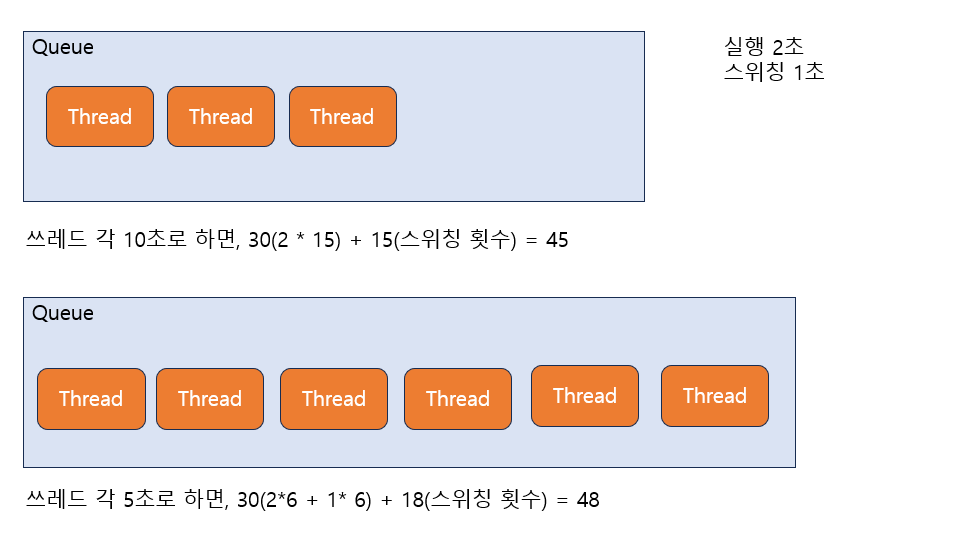 Queue
실행 2초
스위칭 1초
Thread Thread Thread
쓰레드 각 10초로 하면, 30(2 * 15) + 15(스위칭 횟수) = 45
Queue
Thread Thread Thread Thread Thread Thread
쓰레드 각 5초로 하면, 30(2*6 + 1* 6) + 18(스위칭 횟수) = 48